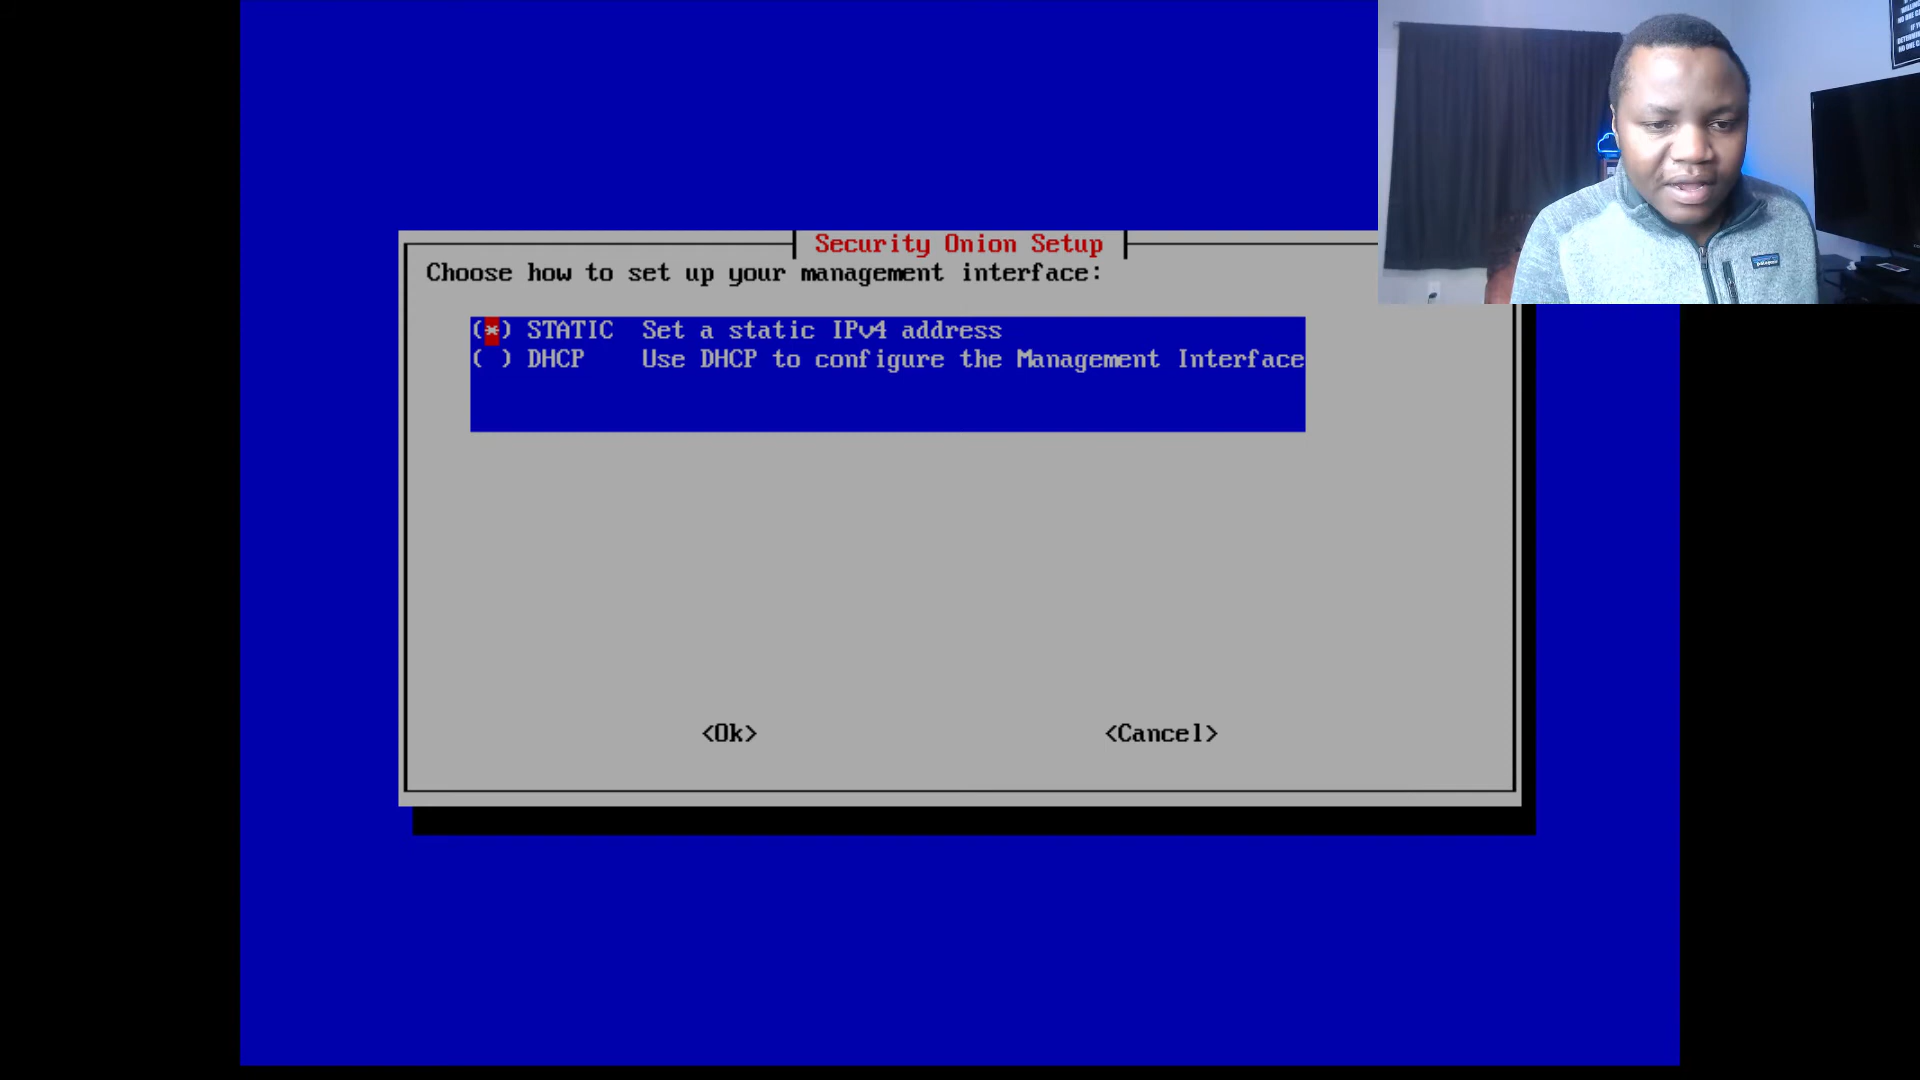 Security Onion Setup
Choose how to set up your management interface:
(*) STATIC Set a static IPv4 address
( ) DHCP Use DHCP to configure the Management Interface
<Ok> <Cancel>